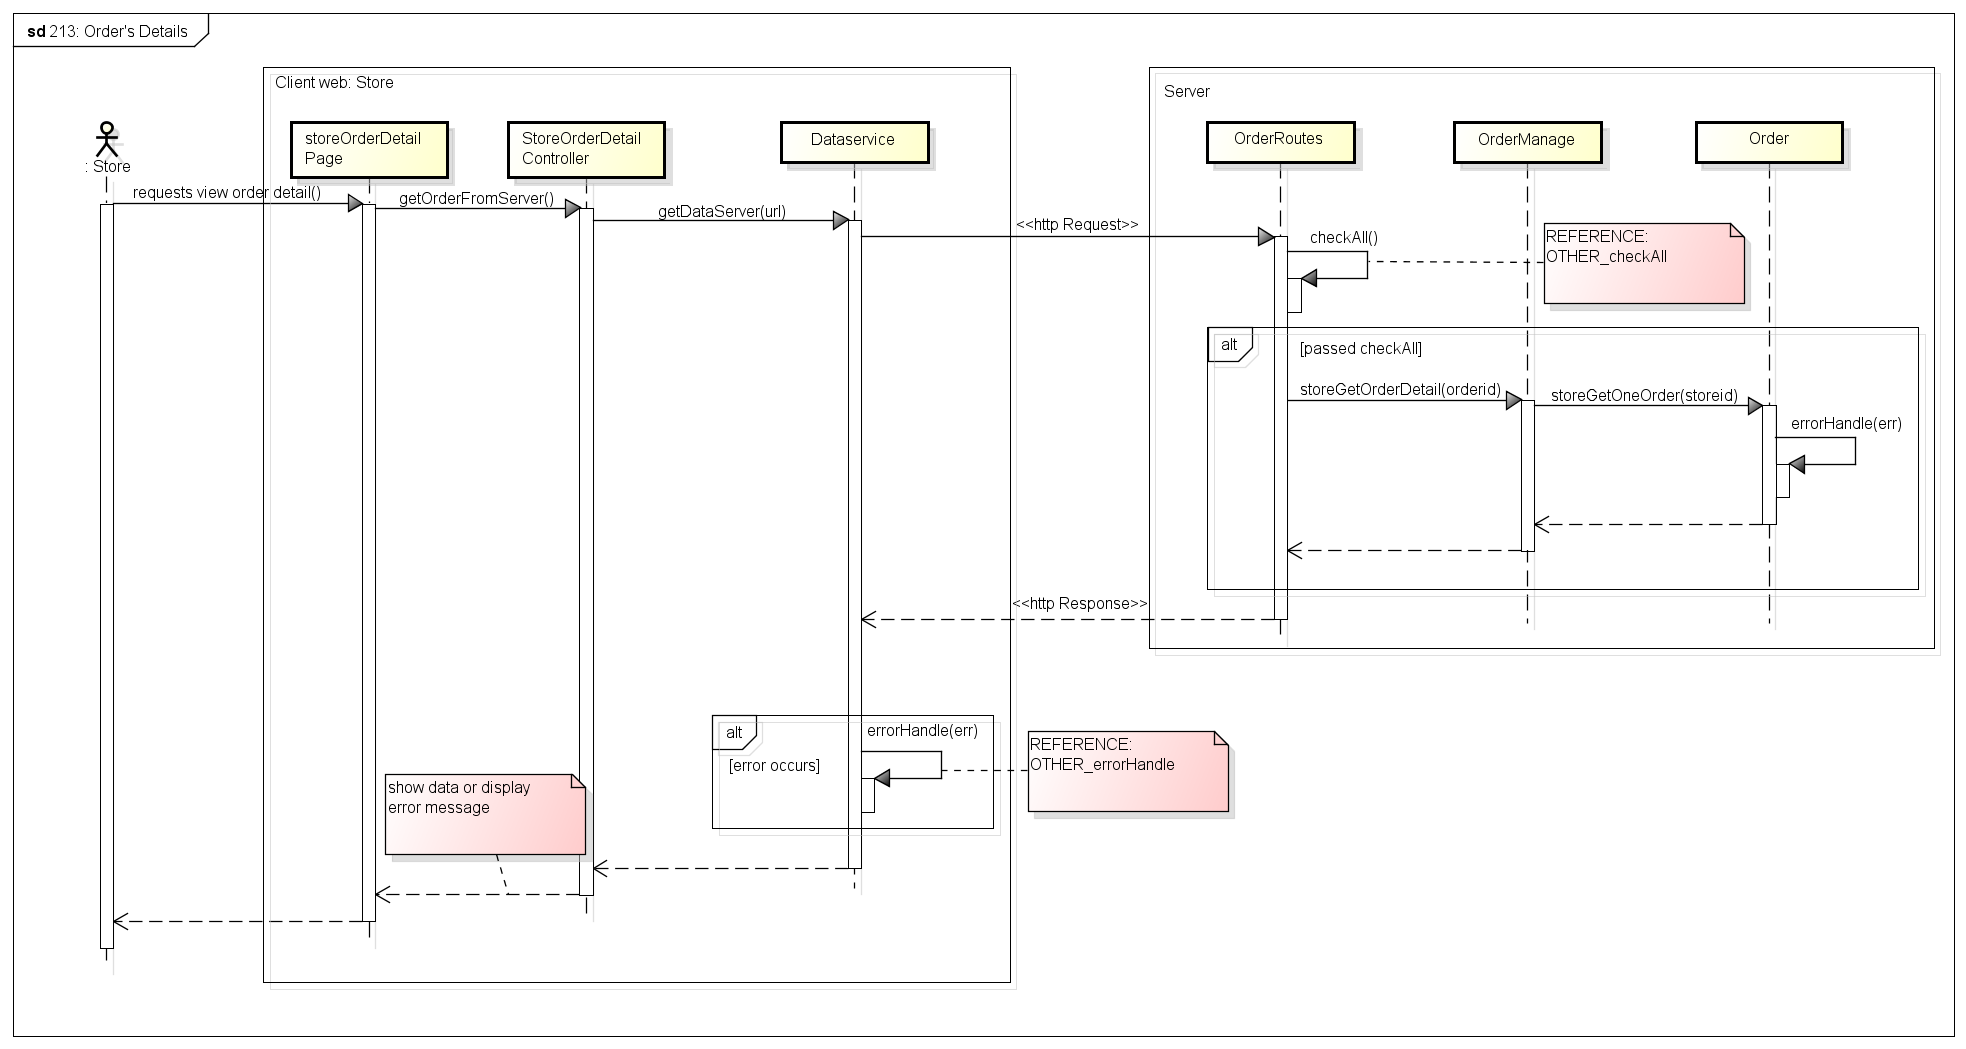 sd 213: Order's Details
Client web: Store
Server
storeOrderDetail
Page
StoreOrderDetail
Controller
Dataservice
OrderRoutes
OrderManage
Order
: Store
requests view order detail()
getOrderFromServer()
getDataServer(url)
<<http Request>>
checkAll()
REFERENCE:
OTHER_checkAll
alt
[passed checkAll]
storeGetOrderDetail(orderid)
storeGetOneOrder(storeid)
errorHandle(err)
<<http Response>>
alt
errorHandle(err)
[error occurs]
REFERENCE:
OTHER_errorHandle
show data or display
error message